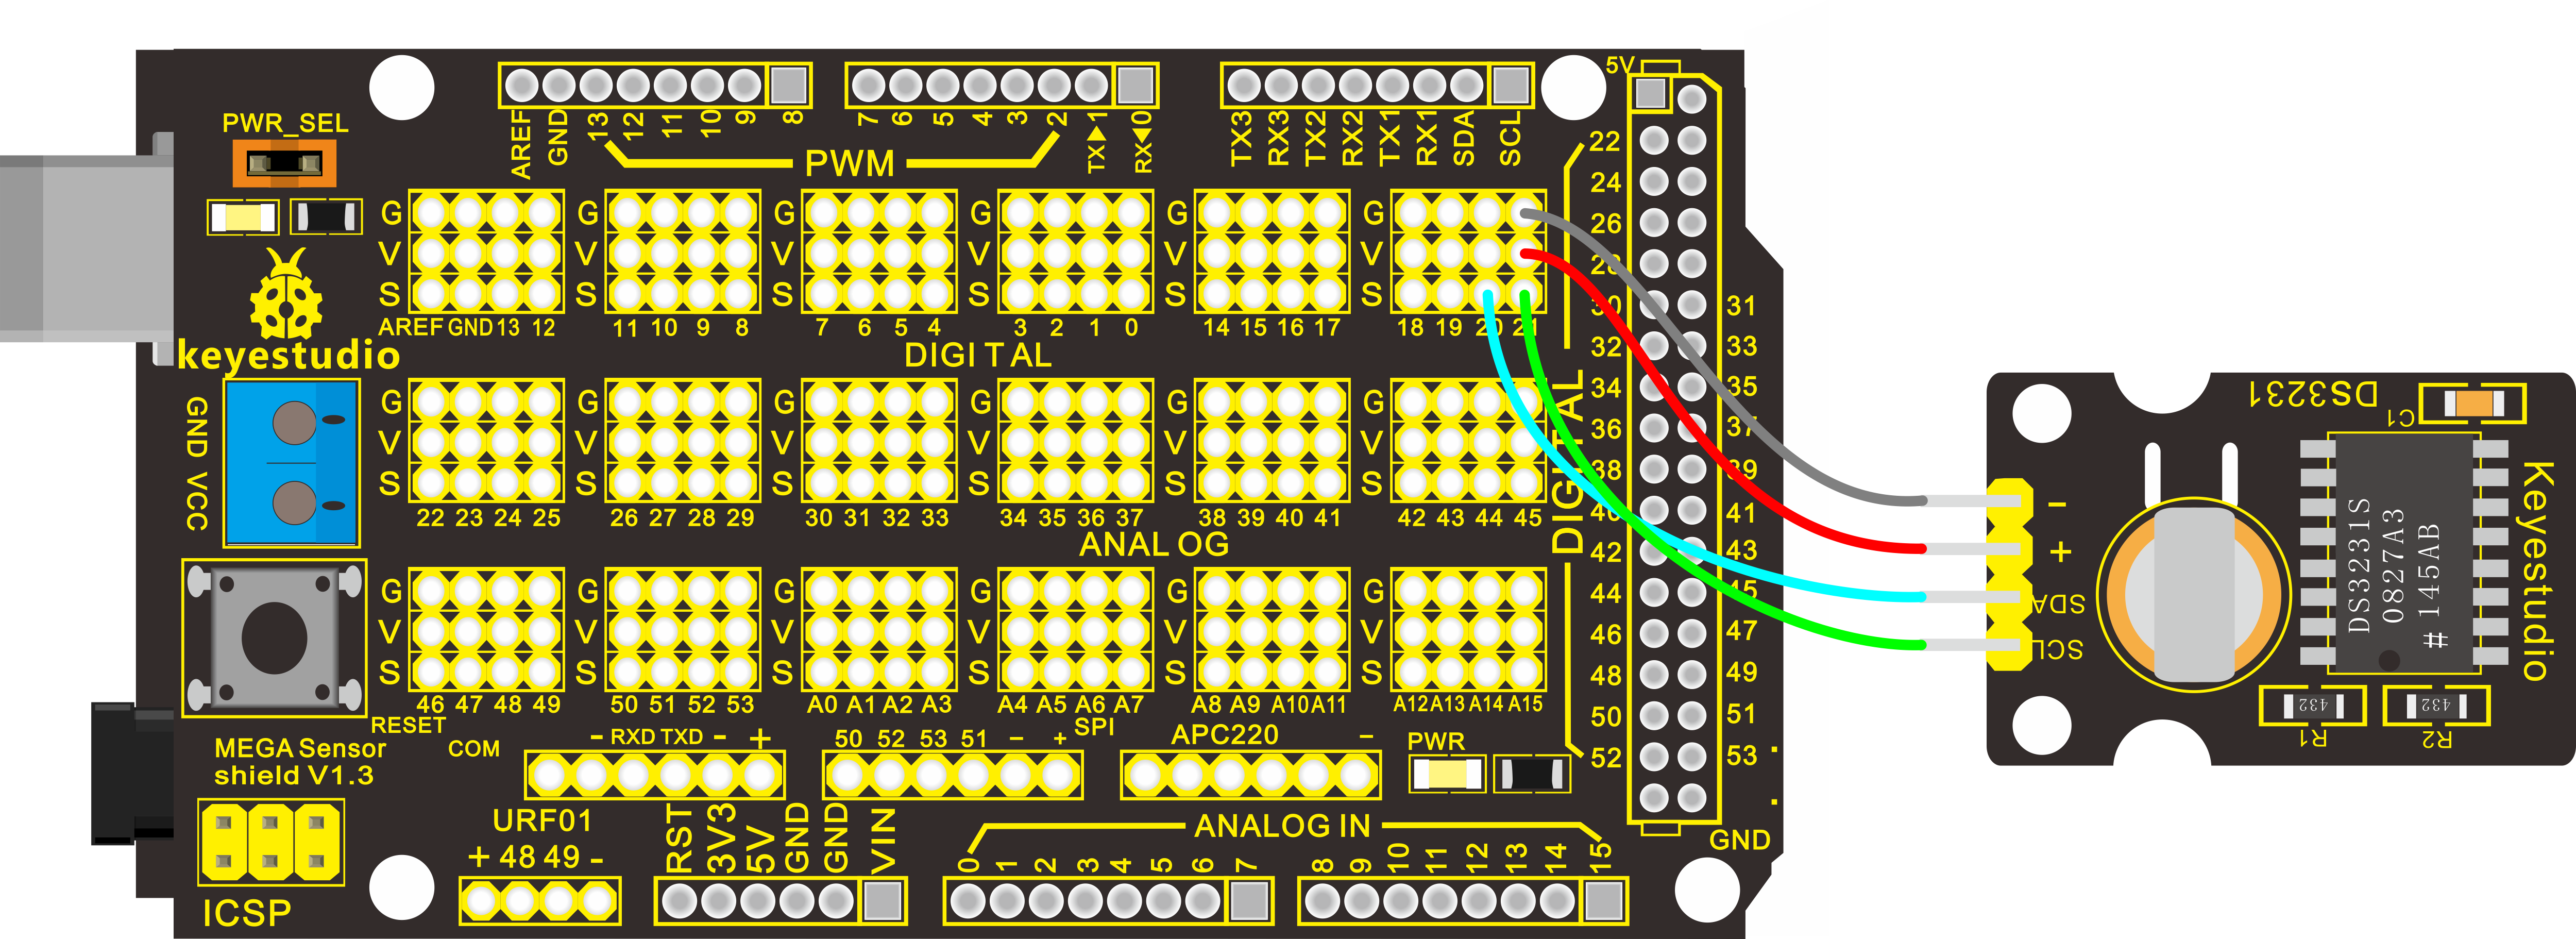 5V
PWR_SEL
AREF GND 13 12 11 10 9 8
7 6 5 4 3 2 TX▶1 RX◀0
TX3 RX3 TX2 RX2 TX1 RX1 SDA SCL
PWM
G G G G G G
V V V V V V
S S S S S S
AREF GND 13 12 11 10 9 8 7 6 5 4 3 2 1 0 14 15 16 17 18 19 20 21
keyestudio
DIGITAL
GND VCC
G G G G G G
V V V V V V
S S S S S S
22 23 24 25 26 27 28 29 30 31 32 33 34 35 36 37 38 39 40 41 42 43 44 45
ANALOG
G G G G G G
V V V V V V
S S S S S S
46 47 48 49 50 51 52 53 A0 A1 A2 A3 A4 A5 A6 A7 A8 A9 A10 A11 A12 A13 A14 A15
RESET
MEGA Sensor
shield V1.3
COM
- RXD TXD - +
50 52 53 51 - + SPI
APC220 -
PWR
URF01
+ 48 49 -
ICSP
RST 3V3 5V GND GND VIN
ANALOG IN
0 1 2 3 4 5 6 7
8 9 10 11 12 13 14 15
DIGITAL
22
24
26
28
30 31
32 33
34 35
36 37
38 39
40 41
42 43
44 45
46 47
48 49
50 51
52 53
GND
DS3231
C1
-
+
SDA
SCL
DS3231S
0827A3
# 145AB
Keyestudio
432 432
R1 R2